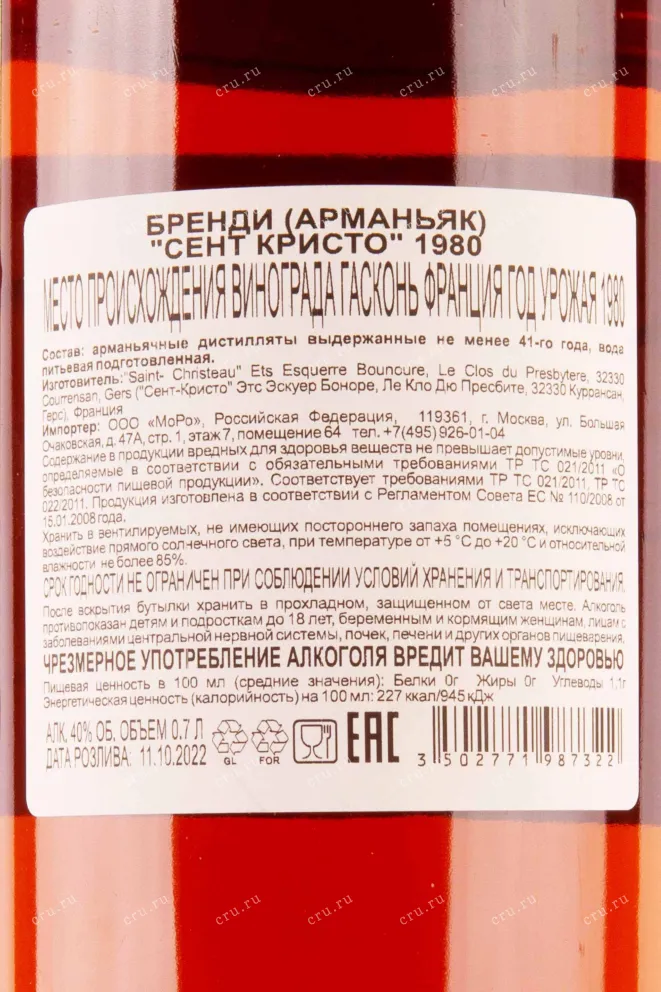 БРЕНДИ (АРМАНЬЯК)
"СЕНТ КРИСТО" 1980
МЕСТО ПРОИСХОЖДЕНИЯ ВИНОГРАДА ГАСКОНЬ ФРАНЦИЯ ГОД УРОЖАЯ 1980
Состав: арманьячные дистилляты выдержанные не менее 41-го года, вода
питьевая подготовленная.
Изготовитель:"Saint- Christeau" Ets Esquerre Bouncure, Le Clos du Presbytere, 32330
Courrensan, Gers ("Сент-Кристо" Этс Эскуер Боноре, Ле Кло Дю Пресбите, 32330 Куррансан,
Герс), Франция
Импортер: ООО «МоРо», Российская Федерация, 119361, г. Москва, ул. Большая
Очаковская, д. 47А, стр. 1, этаж 7, помещение 64 тел. +7(495) 926-01-04
Содержание в продукции вредных для здоровья веществ не превышает допустимые уровни,
определяемые в соответствии с обязательными требованиями ТР ТС 021/2011 «О
безопасности пищевой продукции». Соответствует требованиям ТР ТС 021/2011, ТР ТС
022/2011. Продукция изготовлена в соответствии с Регламентом Совета ЕС № 110/2008 от
15.01.2008 года.
Хранить в вентилируемых, не имеющих постороннего запаха помещениях, исключающих
воздействие прямого солнечного света, при температуре от +5 °С до +20 °С и относительной
влажности не более 85%.
СРОК ГОДНОСТИ НЕ ОГРАНИЧЕН ПРИ СОБЛЮДЕНИИ УСЛОВИЙ ХРАНЕНИЯ И ТРАНСПОРТИРОВАНИЯ.
После вскрытия бутылки хранить в прохладном, защищенном от света месте. Алкоголь
противопоказан детям и подросткам до 18 лет, беременным и кормящим женщинам, лицам с
заболеваниями центральной нервной системы, почек, печени и других органов пищеварения.
ЧРЕЗМЕРНОЕ УПОТРЕБЛЕНИЕ АЛКОГОЛЯ ВРЕДИТ ВАШЕМУ ЗДОРОВЬЮ
Пищевая ценность в 100 мл (средние значения): Белки 0г Жиры 0г Углеводы 1,1г
Энергетическая ценность (калорийность) на 100 мл: 227 ккал/945 кДж
АЛК. 40% ОБ, ОБЪЕМ 0.7 Л
ДАТА РОЗЛИВА: 11.10.2022
GL FOR
EAC
3 502771 987322
cru.ru